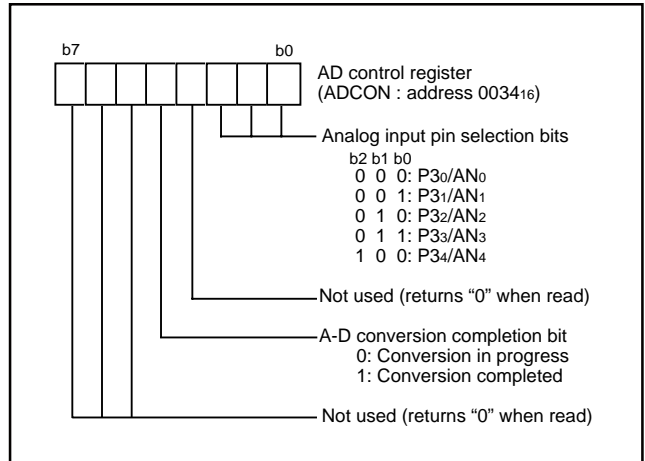 b7 b0
AD control register
(ADCON : address 0034₁₆)
Analog input pin selection bits
b2 b1 b0
0 0 0: P3₀/AN₀
0 0 1: P3₁/AN₁
0 1 0: P3₂/AN₂
0 1 1: P3₃/AN₃
1 0 0: P3₄/AN₄
Not used (returns “0” when read)
A-D conversion completion bit
0: Conversion in progress
1: Conversion completed
Not used (returns “0” when read)